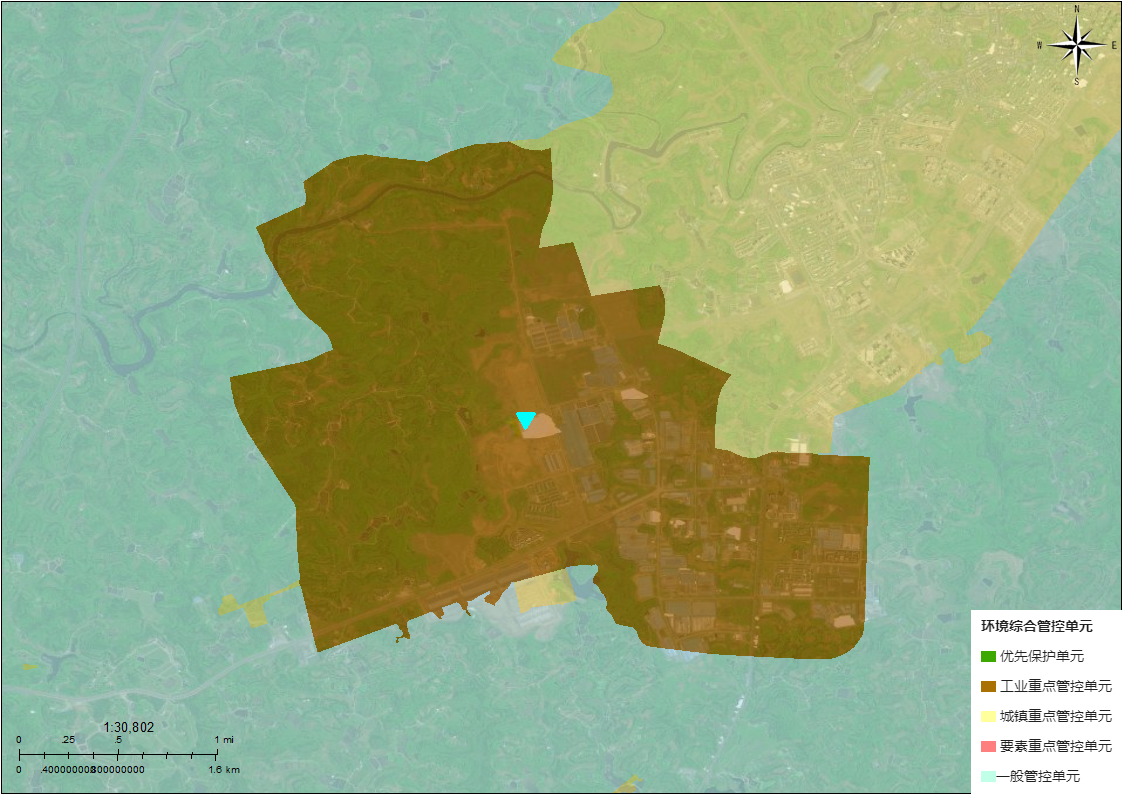 N
W E
S
环境综合管控单元
优先保护单元
工业重点管控单元
城镇重点管控单元
要素重点管控单元
一般管控单元
1:30,802
0 .25 .5 1 mi
0 .400000000 800000000 1.6 km